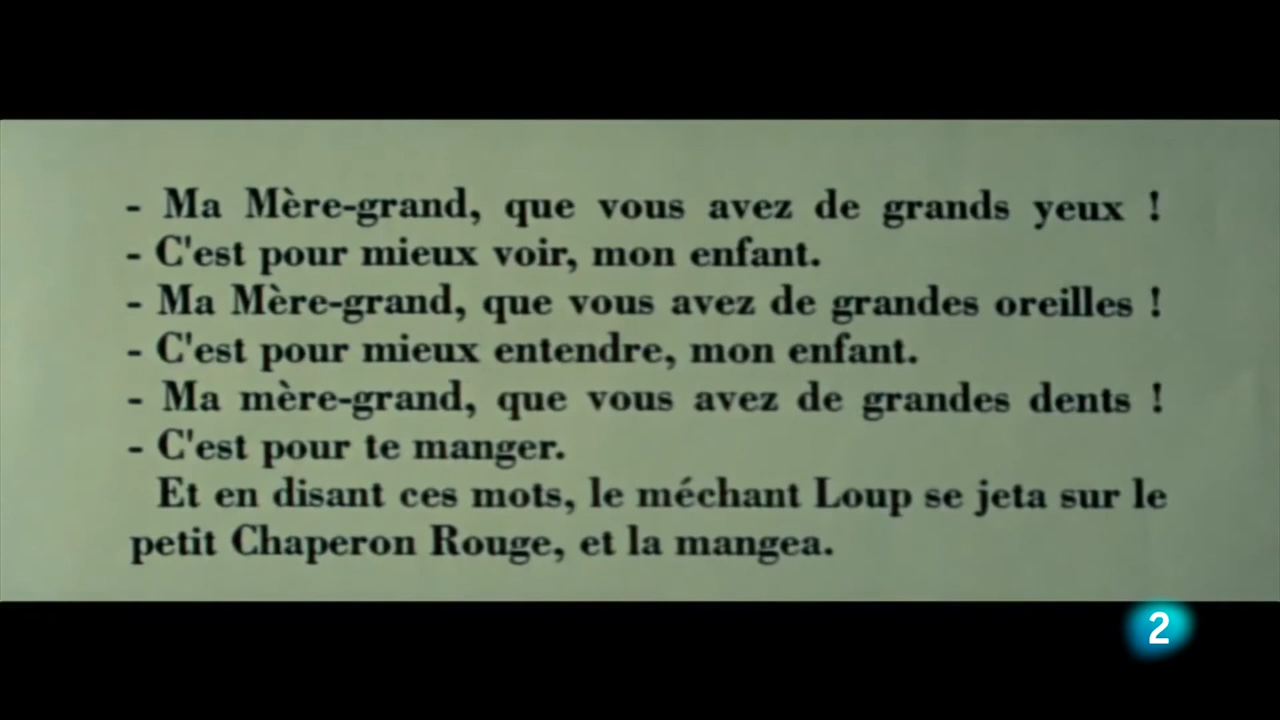 - Ma Mère-grand, que vous avez de grands yeux !
- C'est pour mieux voir, mon enfant.
- Ma Mère-grand, que vous avez de grandes oreilles !
- C'est pour mieux entendre, mon enfant.
- Ma mère-grand, que vous avez de grandes dents !
- C'est pour te manger.
Et en disant ces mots, le méchant Loup se jeta sur le
petit Chaperon Rouge, et la mangea.
2